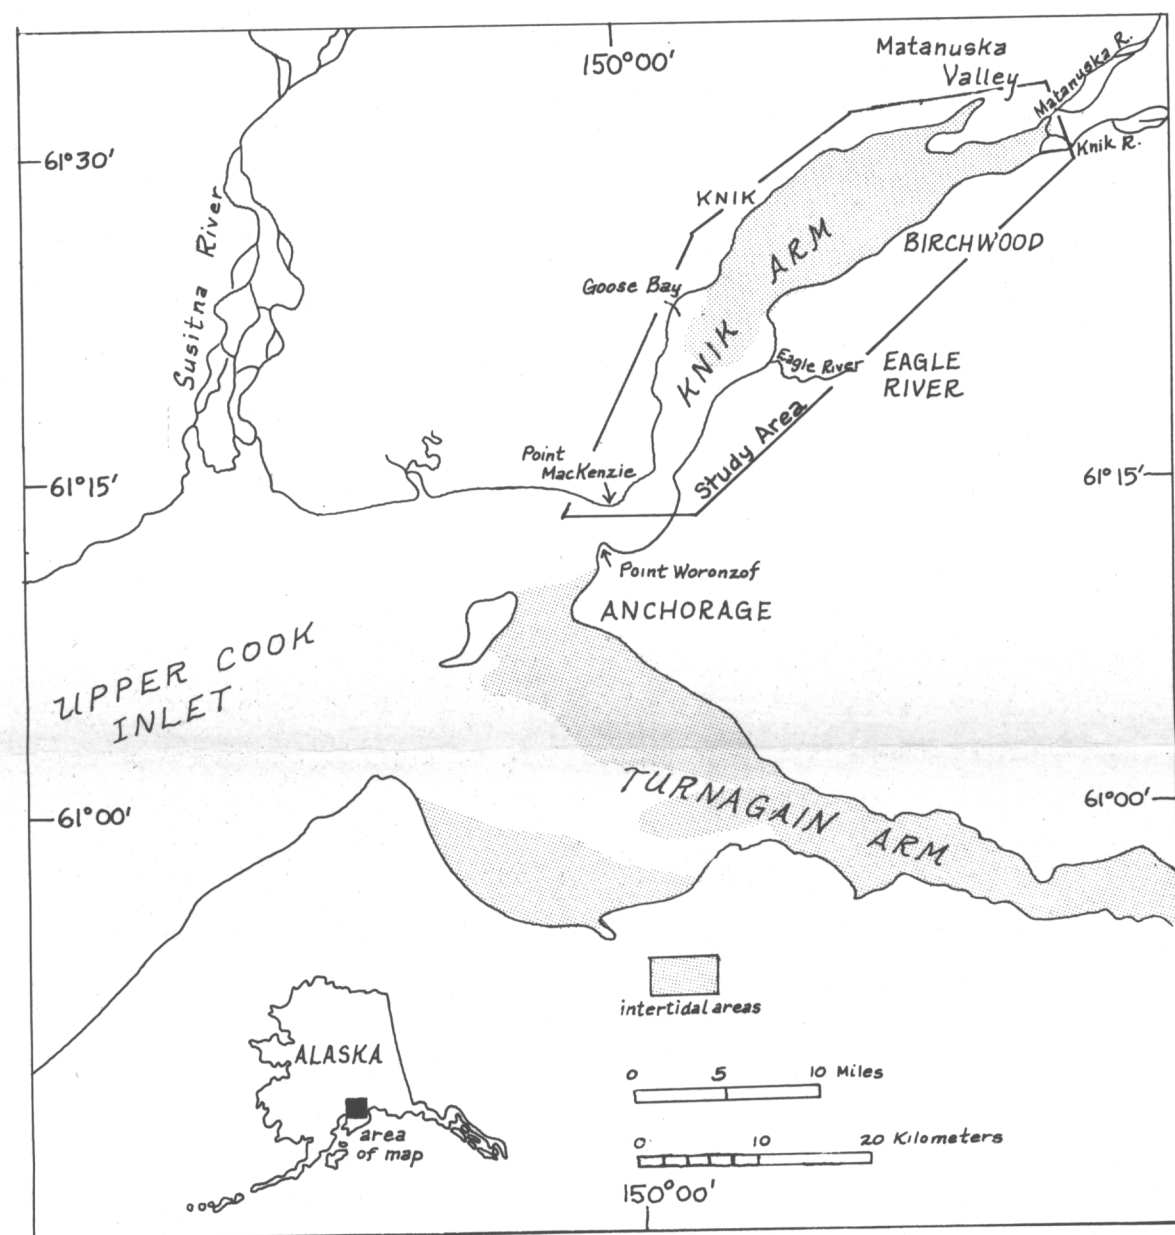 150°00'
Matanuska
Valley
Matanuska R.
Knik R.
61°30'
KNIK
Susitna River
KNIK ARM
BIRCHWOOD
Goose Bay
Eagle River
EAGLE
RIVER
Study Area
Point
MacKenzie
61°15'
61°15'
Point Woronzof
ANCHORAGE
UPPER COOK
INLET
TURNAGAIN ARM
61°00'
61°00'
intertidal areas
ALASKA
area
of map
0 5 10 Miles
0 10 20 Kilometers
150°00'